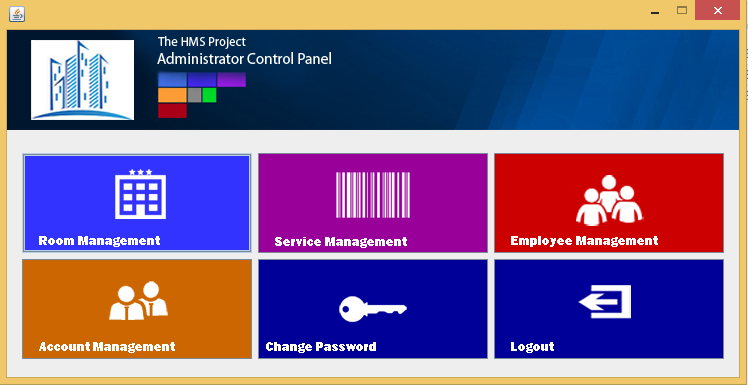 The HMS Project
Administrator Control Panel
Room Management
Service Management
Employee Management
Account Management
Change Password
Logout